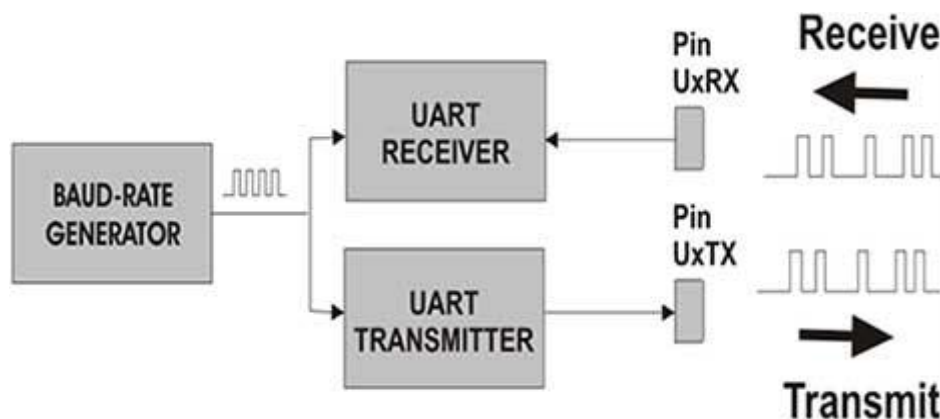 BAUD-RATE
GENERATOR
UART
RECEIVER
UART
TRANSMITTER
Pin
UxRX
Pin
UxTX
Receive
Transmit